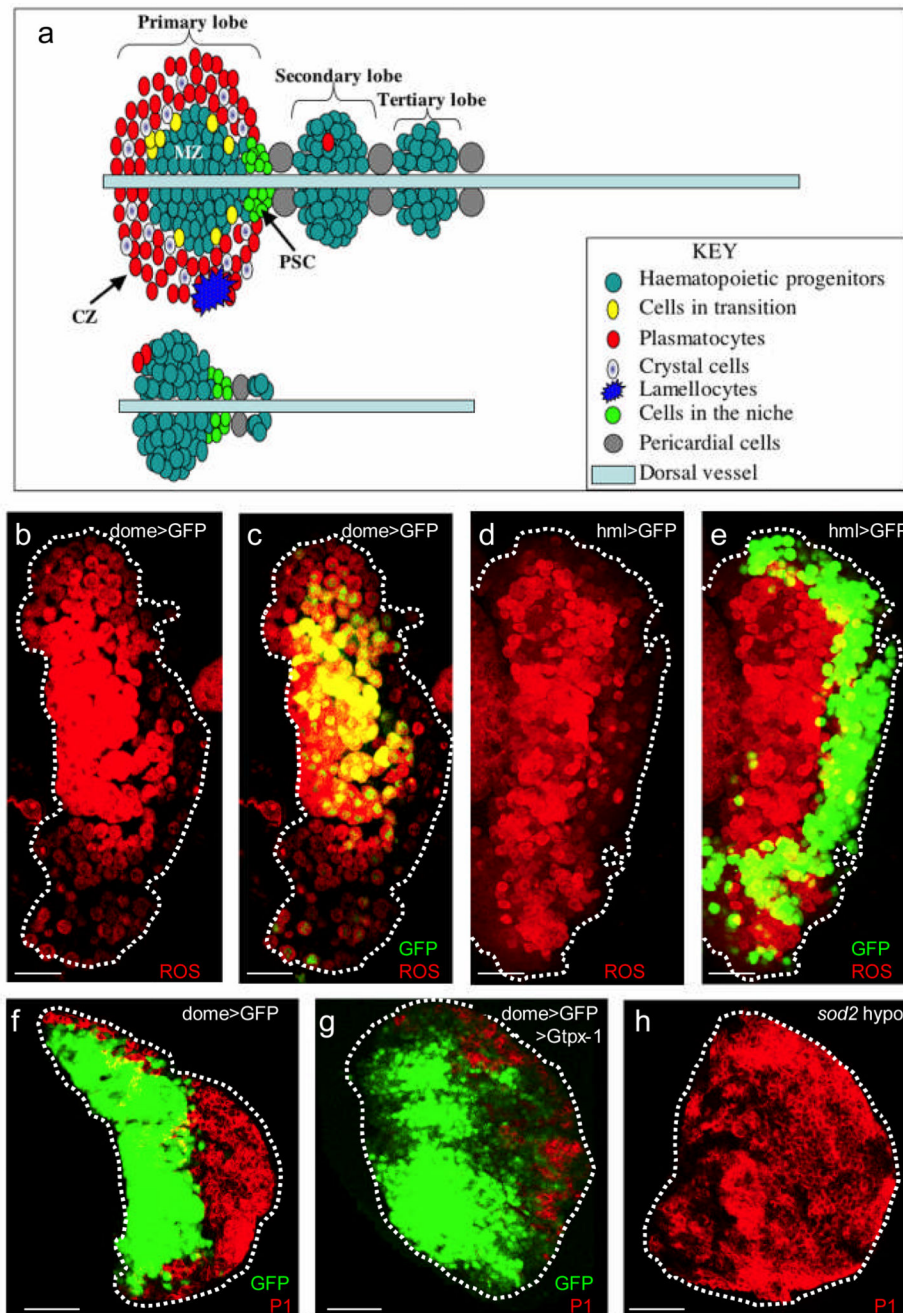 a
Primary lobe
Secondary lobe
Tertiary lobe
MZ
PSC
CZ
KEY
Haematopoietic progenitors
Cells in transition
Plasmatocytes
Crystal cells
Lamellocytes
Cells in the niche
Pericardial cells
Dorsal vessel
b
dome>GFP
ROS
c
dome>GFP
GFP
ROS
d
hml>GFP
ROS
e
hml>GFP
GFP
ROS
f
dome>GFP
GFP
P1
g
dome>GFP
>Gtpx-1
GFP
P1
h
sod2 hypo
P1